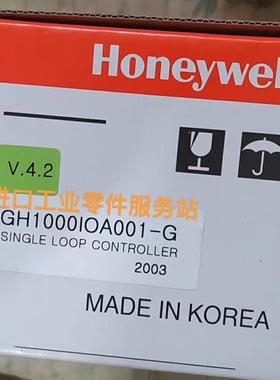 Honeywel
V.4.2
进口工业零件服务站
GH1000IOA001-G
SINGLE LOOP CONTROLLER
2003
MADE IN KOREA